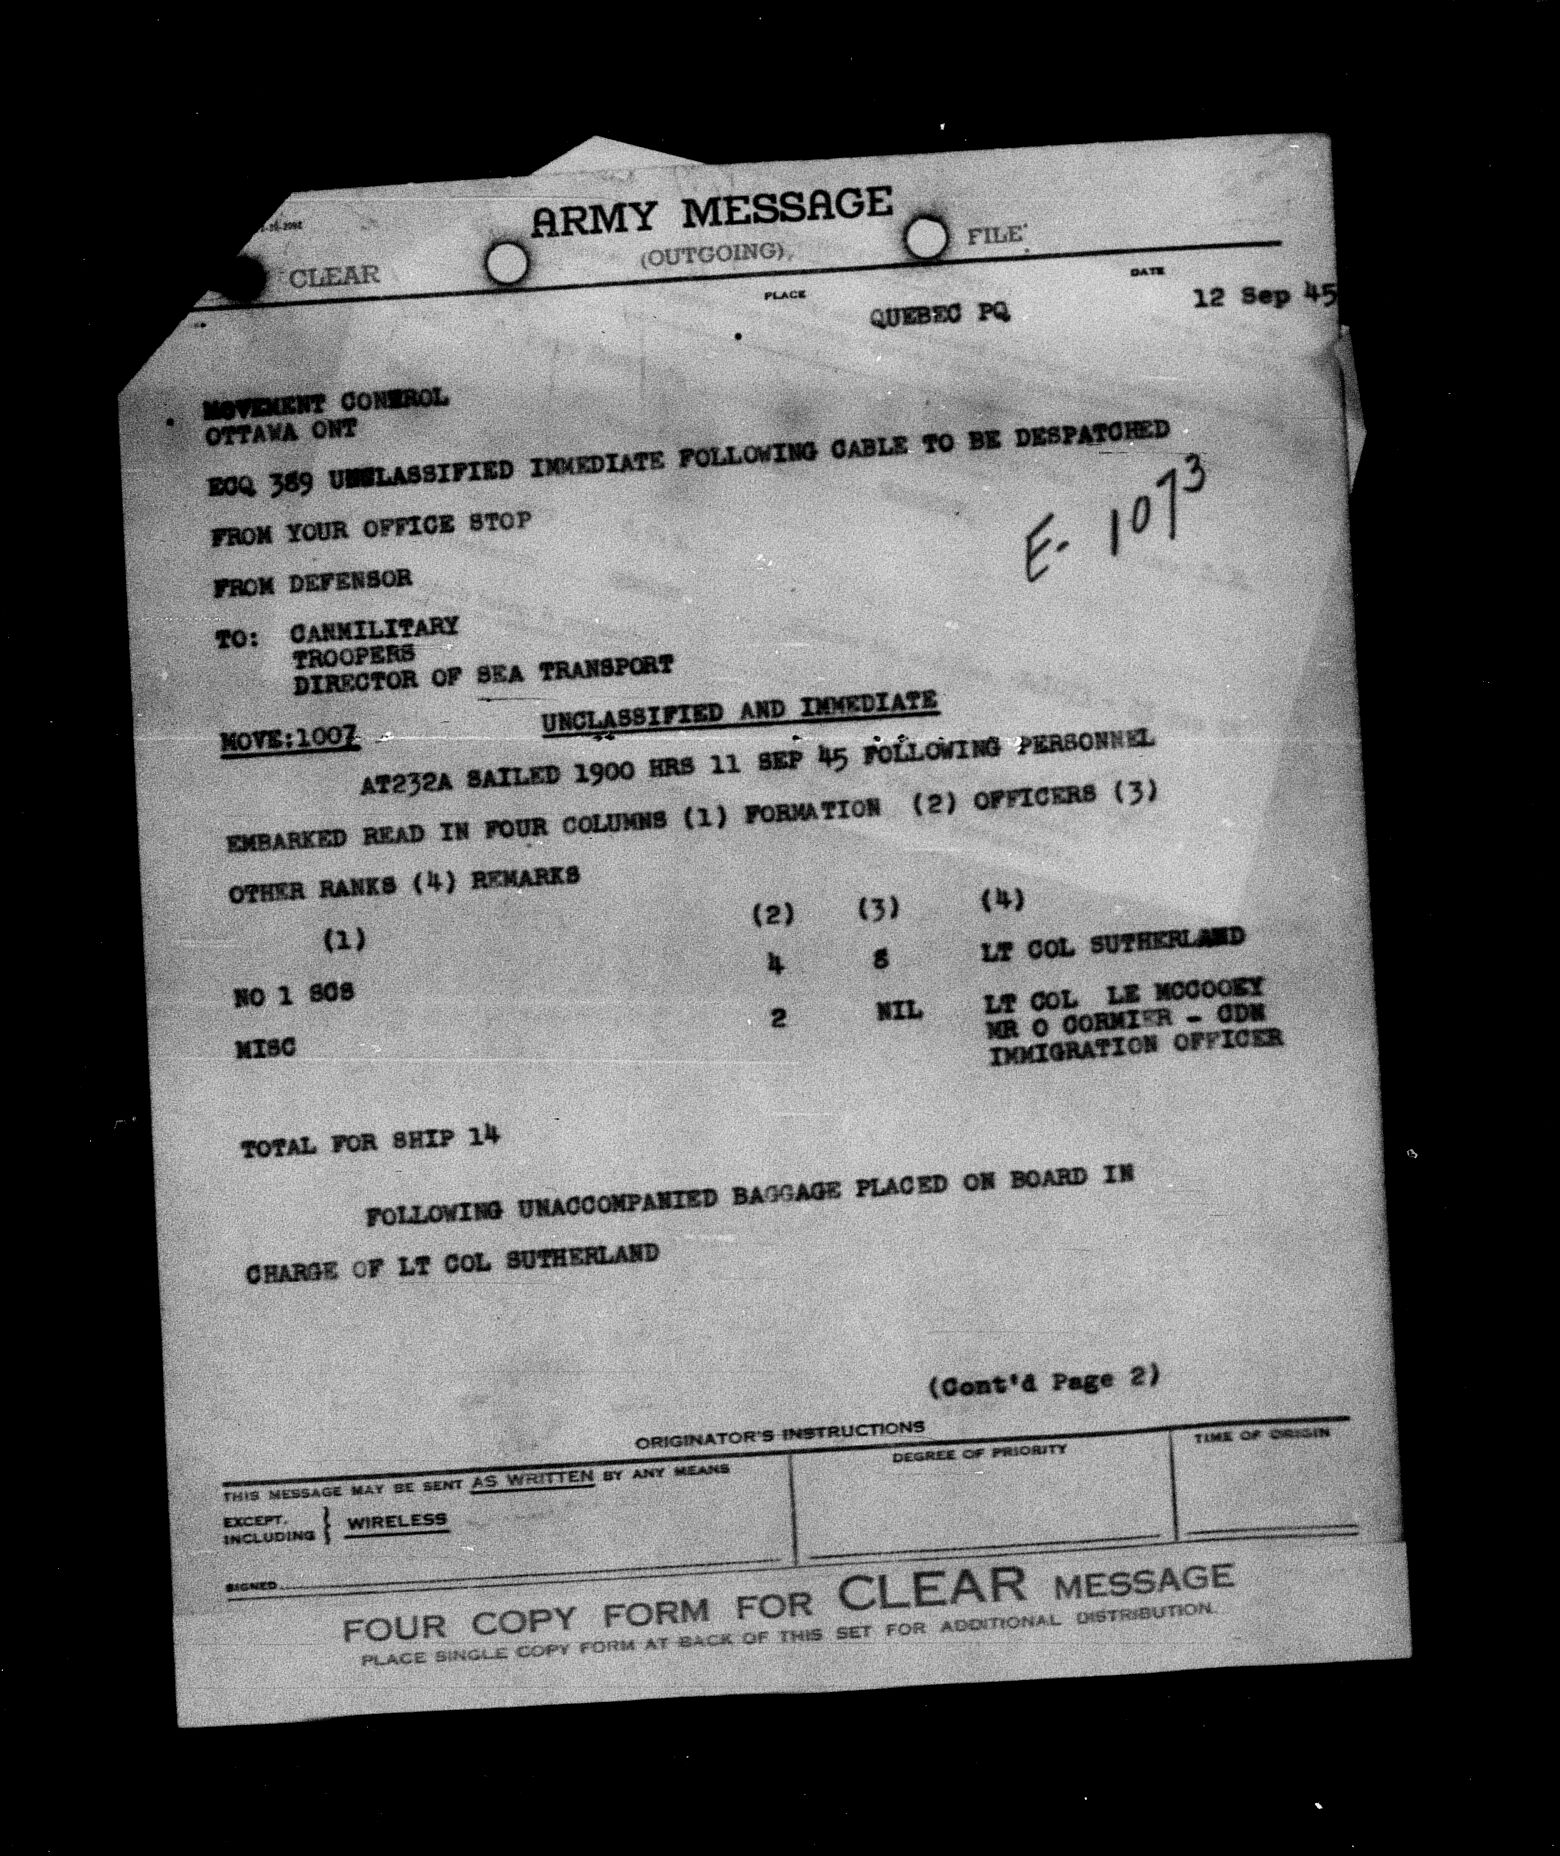 ARMY MESSAGE
(OUTGOING)
CLEAR
FILE
PLACE
DATE
QUEBEC PQ
12 Sep 45
MOVEMENT CONTROL
OTTAWA ONT
ECQ 389 UNCLASSIFIED IMMEDIATE FOLLOWING CABLE TO BE DESPATCHED
FROM YOUR OFFICE STOP
E- 1073
FROM DEFENSOR
TO: CANMILITARY
TROOPERS
DIRECTOR OF SEA TRANSPORT
MOVE:1007 UNCLASSIFIED AND IMMEDIATE
AT232A SAILED 1900 HRS 11 SEP 45 FOLLOWING PERSONNEL
EMBARKED READ IN FOUR COLUMNS (1) FORMATION (2) OFFICERS (3)
OTHER RANKS (4) REMARKS
(1) (2) (3) (4)
NO 1 SCS 4 8 LT COL SUTHERLAND
MISC 2 NIL LT COL LE MCCOOEY
MR O CORMIER - CDN
IMMIGRATION OFFICER
TOTAL FOR SHIP 14
FOLLOWING UNACCOMPANIED BAGGAGE PLACED ON BOARD IN
CHARGE OF LT COL SUTHERLAND
(Cont'd Page 2)
ORIGINATOR'S INSTRUCTIONS
THIS MESSAGE MAY BE SENT AS WRITTEN BY ANY MEANS
DEGREE OF PRIORITY
TIME OF ORIGIN
EXCEPT.
INCLUDING } WIRELESS
SIGNED
FOUR COPY FORM FOR CLEAR MESSAGE
PLACE SINGLE COPY FORM AT BACK OF THIS SET FOR ADDITIONAL DISTRIBUTION.